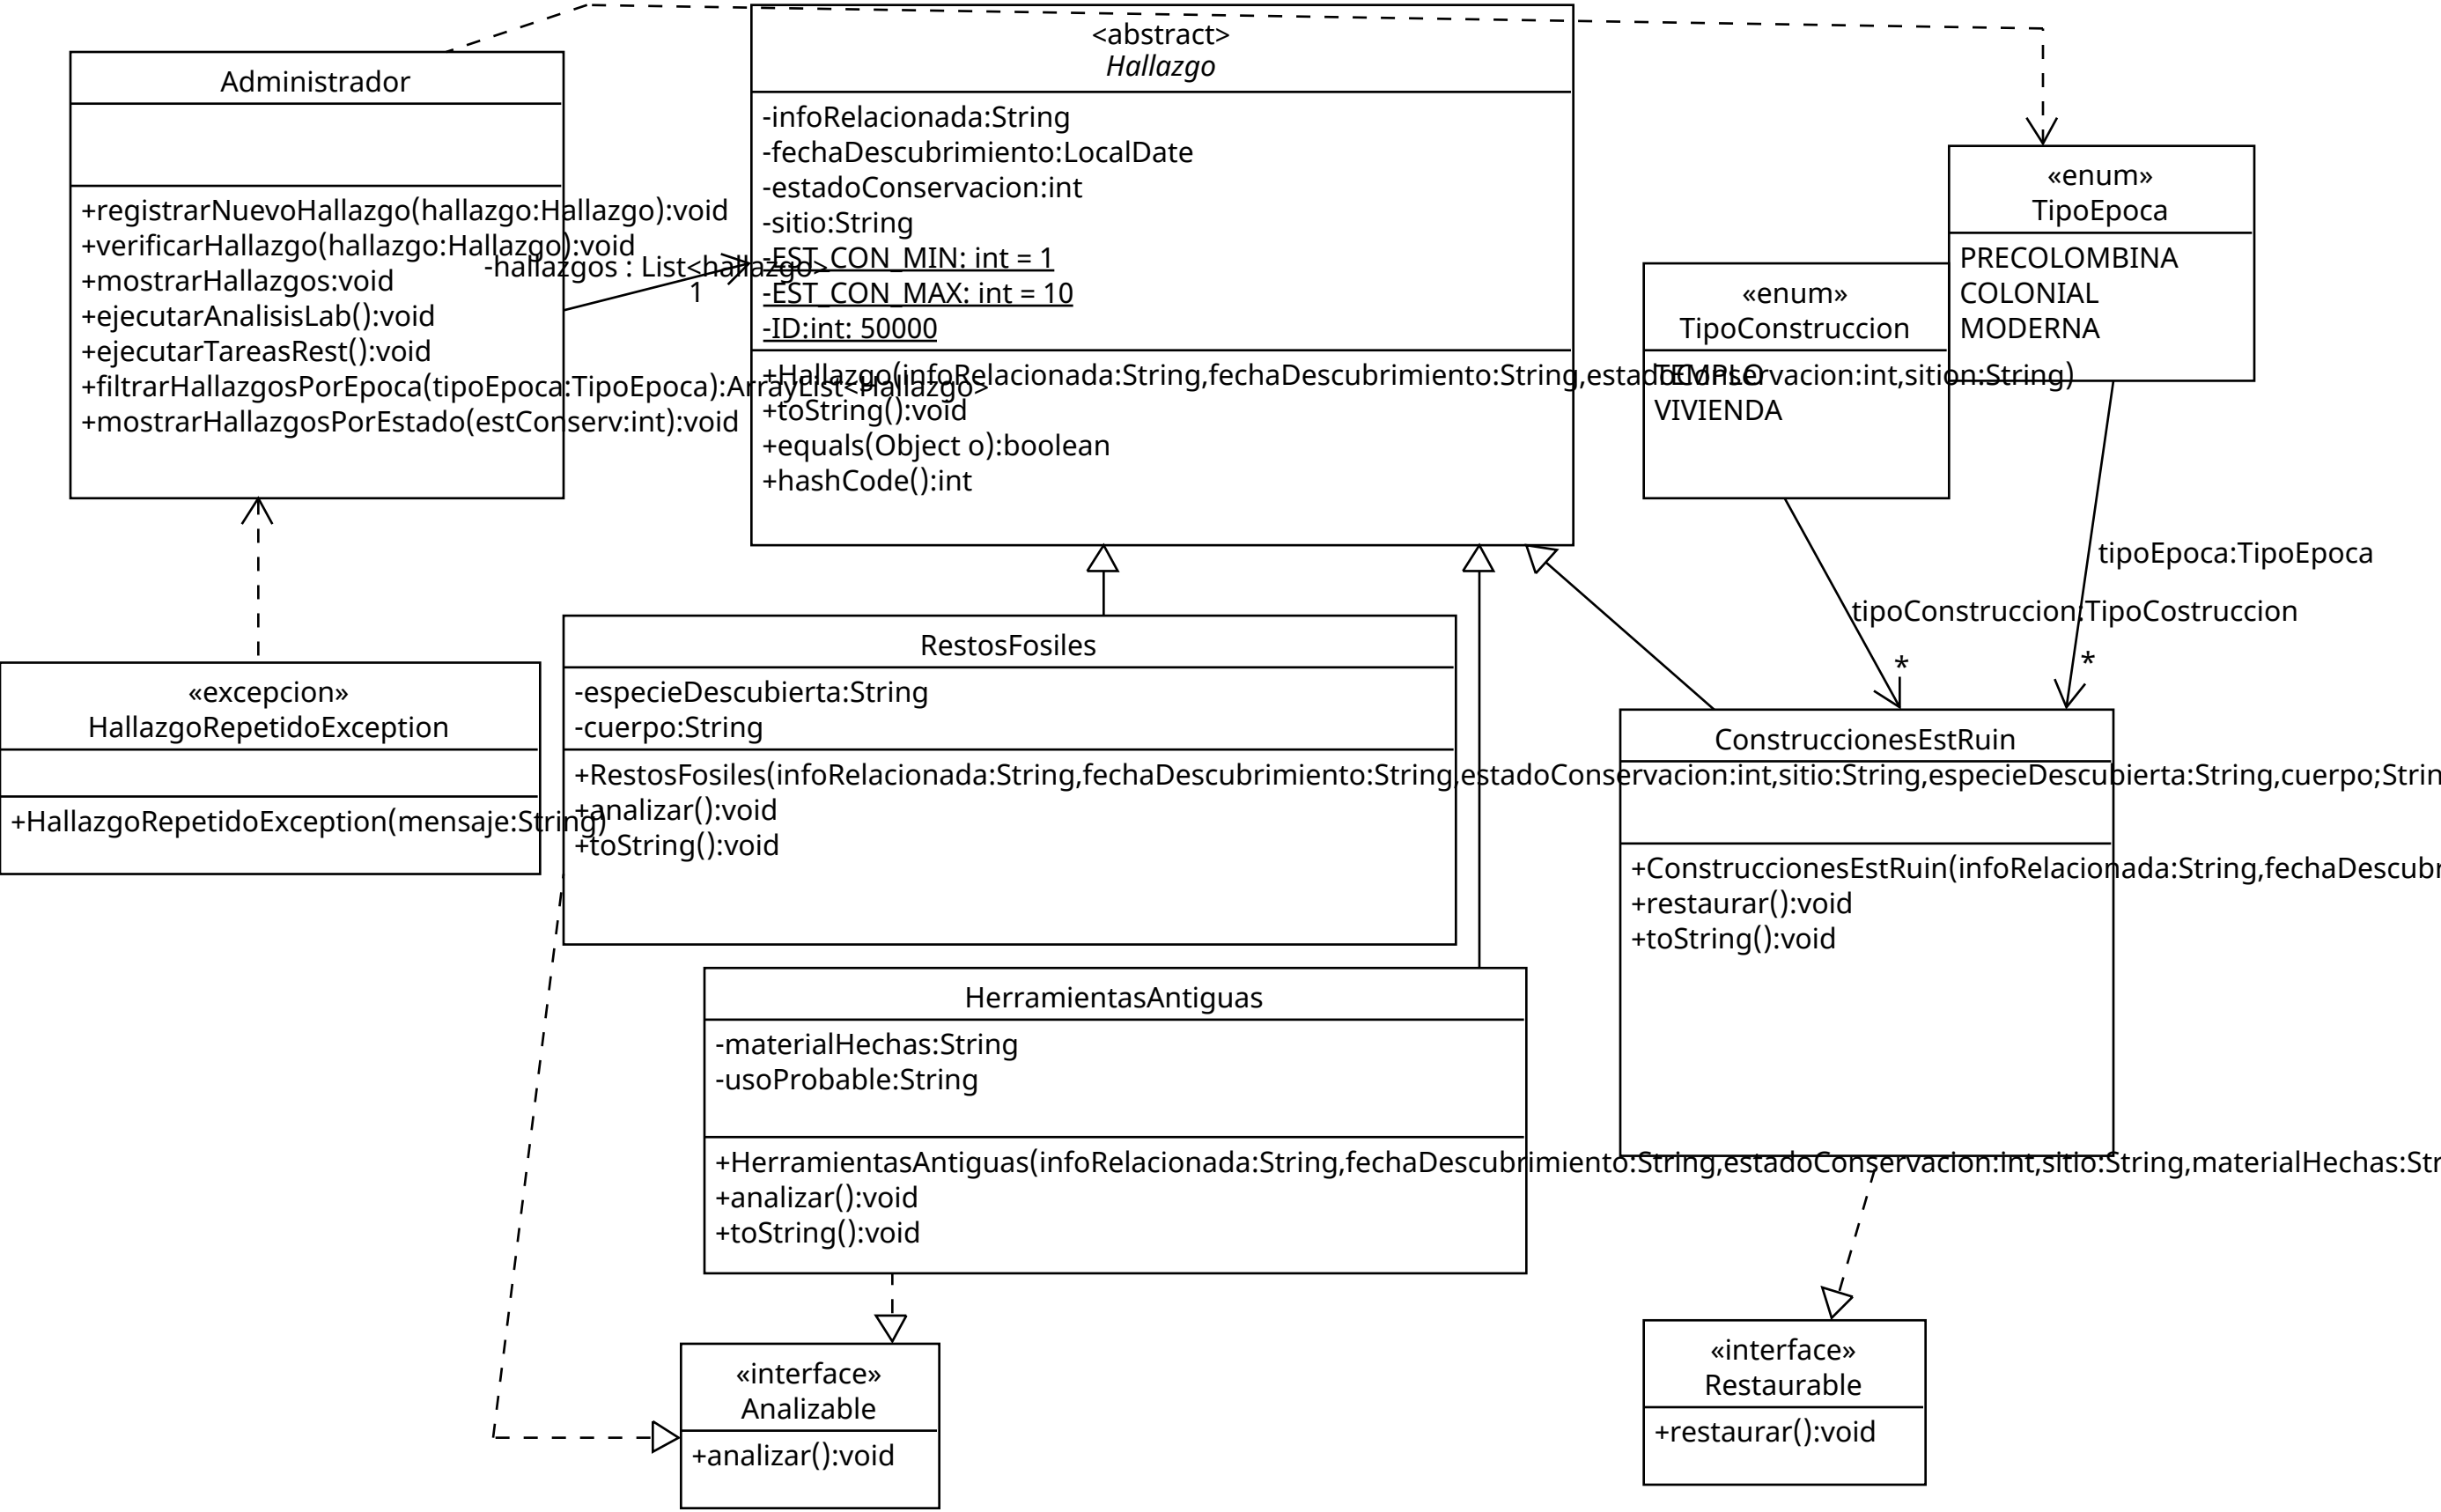 Administrador
+registrarNuevoHallazgo(hallazgo:Hallazgo):void
+verificarHallazgo(hallazgo:Hallazgo):void
+mostrarHallazgos:void
+ejecutarAnalisisLab():void
+ejecutarTareasRest():void
+filtrarHallazgosPorEpoca(tipoEpoca:TipoEpoca):ArrayList<Hallazgo>
+mostrarHallazgosPorEstado(estConserv:int):void
-hallazgos : List<hallazgo>
1
<abstract>
Hallazgo
-infoRelacionada:String
-fechaDescubrimiento:LocalDate
-estadoConservacion:int
-sitio:String
-EST_CON_MIN: int = 1
-EST_CON_MAX: int = 10
-ID:int: 50000
+Hallazgo(infoRelacionada:String,fechaDescubrimiento:String,estadoConservacion:int,sition:String)
+toString():void
+equals(Object o):boolean
+hashCode():int
«enum»
TipoConstruccion
TEMPLO
VIVIENDA
«enum»
TipoEpoca
PRECOLOMBINA
COLONIAL
MODERNA
tipoEpoca:TipoEpoca
tipoConstruccion:TipoCostruccion
*
*
«excepcion»
HallazgoRepetidoException
+HallazgoRepetidoException(mensaje:String)
RestosFosiles
-especieDescubierta:String
-cuerpo:String
+RestosFosiles(infoRelacionada:String,fechaDescubrimiento:String,estadoConservacion:int,sitio:String,especieDescubierta:String,cuerpo;Strin
+analizar():void
+toString():void
ConstruccionesEstRuin
+ConstruccionesEstRuin(infoRelacionada:String,fechaDescub
+restaurar():void
+toString():void
HerramientasAntiguas
-materialHechas:String
-usoProbable:String
+HerramientasAntiguas(infoRelacionada:String,fechaDescubrimiento:String,estadoConservacion:int,sitio:String,materialHechas:Str
+analizar():void
+toString():void
«interface»
Analizable
+analizar():void
«interface»
Restaurable
+restaurar():void